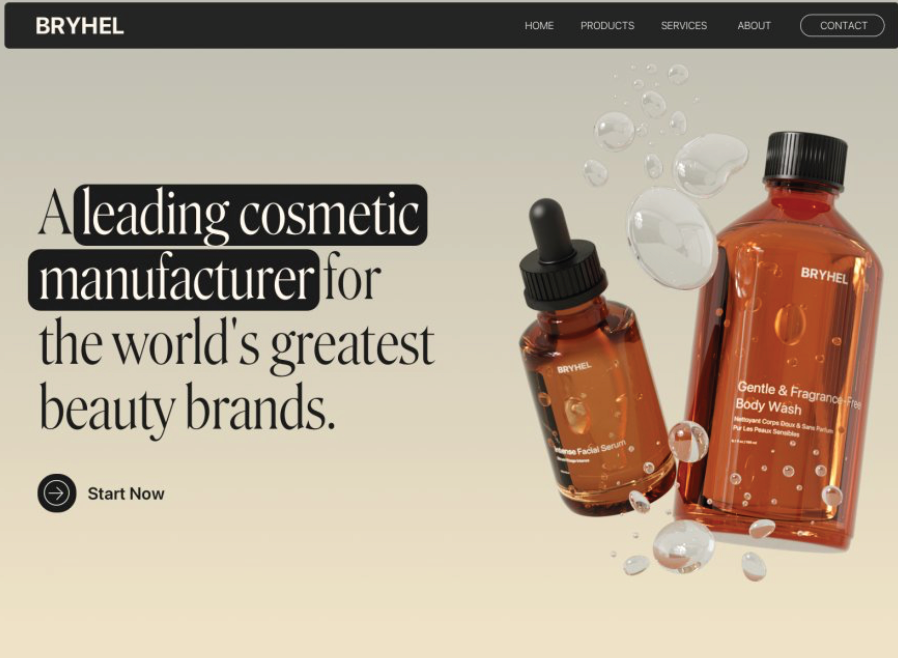 BRYHEL
HOME
PRODUCTS
SERVICES
ABOUT
CONTACT
A leading cosmetic
manufacturer for
the world's greatest
beauty brands.
Start Now
BRYHEL
Intense Facial Serum
BRYHEL
Gentle & Fragrance-Free
Body Wash
Nettoyant Corps Doux & Sans Parfum
Pur Les Peaux Sensibles